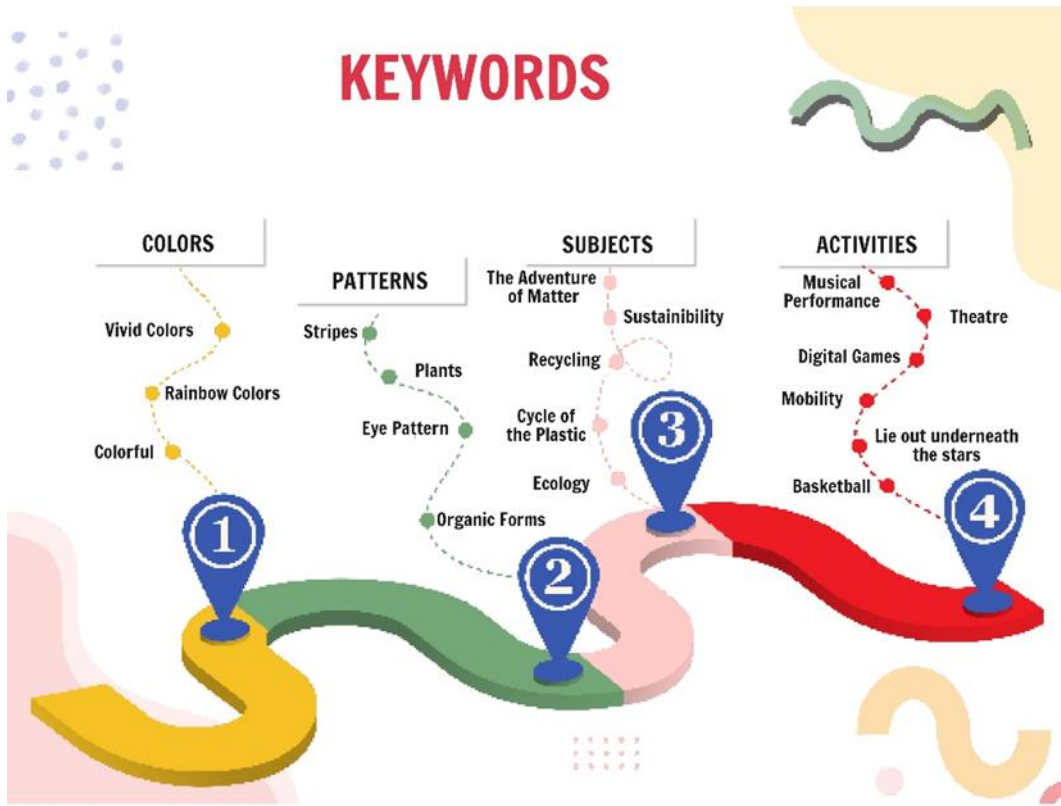 KEYWORDS
COLORS
Vivid Colors
Rainbow Colors
Colorful
1
PATTERNS
Stripes
Plants
Eye Pattern
Organic Forms
2
SUBJECTS
The Adventure
of Matter
Sustainibility
Recycling
Cycle of
the Plastic
Ecology
3
ACTIVITIES
Musical
Performance
Theatre
Digital Games
Mobility
Lie out underneath
the stars
Basketball
4